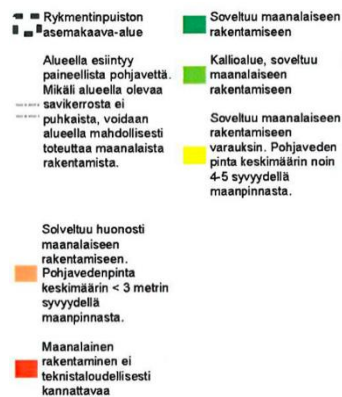 Rykmentinpuiston
asemakaava-alue
Alueella esiintyy
paineellista pohjavettä.
Mikäli alueella olevaa
savikerrosta ei
puhkaista, voidaan
alueella mahdollisesti
toteuttaa maanalaista
rakentamista.
Solveltuu huonosti
maanalaiseen
rakentamiseen.
Pohjavedenpinta
keskimäärin < 3 metrin
syvyydellä
maanpinnasta.
Maanalainen
rakentaminen ei
teknistaloudellisesti
kannattavaa
Soveltuu maanalaiseen
rakentamiseen
Kallioalue, soveltuu
maanalaiseen
rakentamiseen
Soveltuu maanalaiseen
rakentamiseen
varauksin. Pohjaveden
pinta keskimäärin noin
4-5 syvyydellä
maanpinnasta.